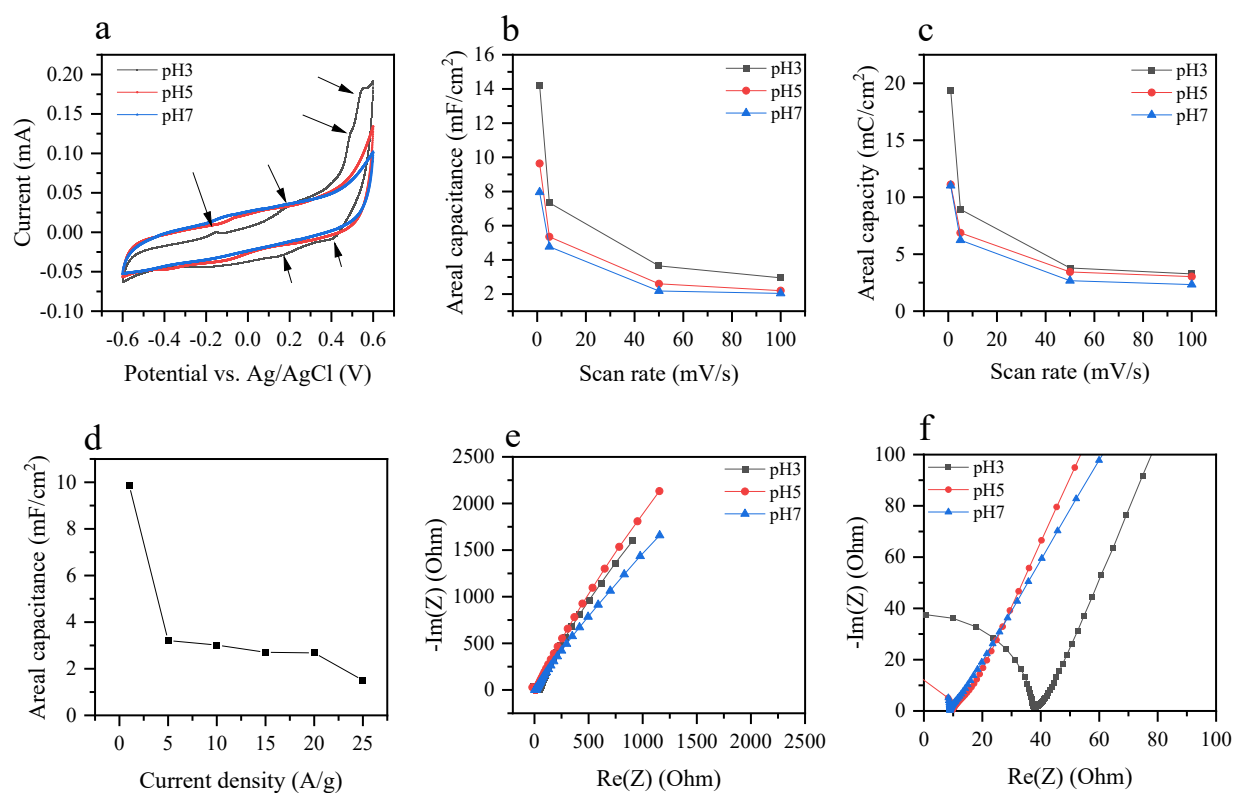 a
pH3
pH5
pH7
0.20
0.15
0.10
0.05
0.00
-0.05
-0.10
Current (mA)
-0.6 -0.4 -0.2 0.0 0.2 0.4 0.6
Potential vs. Ag/AgCl (V)
b
pH3
pH5
pH7
16
14
12
10
8
6
4
2
Areal capacitance (mF/cm²)
0 20 40 60 80 100
Scan rate (mV/s)
c
pH3
pH5
pH7
20
15
10
5
0
Areal capacity (mC/cm²)
0 20 40 60 80 100
Scan rate (mV/s)
d
10
8
6
4
2
0
Areal capacitance (mF/cm²)
0 5 10 15 20 25
Current density (A/g)
e
pH3
pH5
pH7
2500
2000
1500
1000
500
0
-Im(Z) (Ohm)
0 500 1000 1500 2000 2500
Re(Z) (Ohm)
f
pH3
pH5
pH7
100
80
60
40
20
0
-Im(Z) (Ohm)
0 20 40 60 80 100
Re(Z) (Ohm)